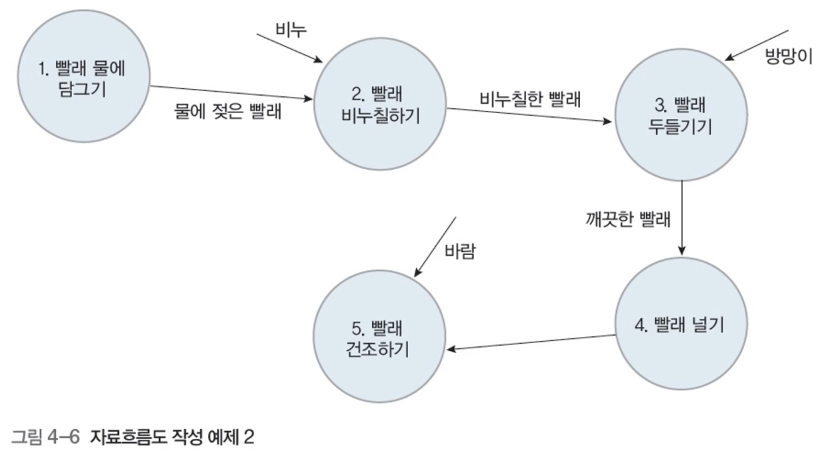 비누
방망이
1. 빨래 물에
담그기
물에 젖은 빨래
2. 빨래
비누칠하기
비누칠한 빨래
3. 빨래
두들기기
깨끗한 빨래
바람
5. 빨래
건조하기
4. 빨래 널기
그림 4-6 자료흐름도 작성 예제 2